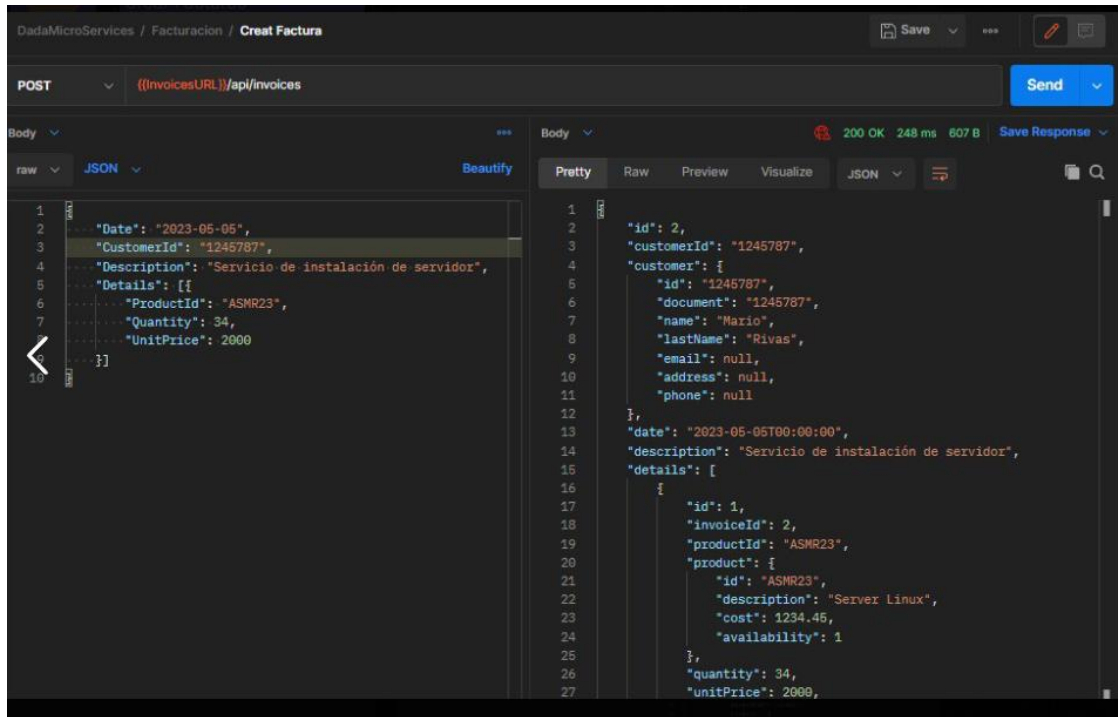 DadaMicroServices / Facturacion / Creat Factura
Save
POST
{{InvoicesURL}}/api/invoices
Send
Body
raw
JSON
Beautify
1 {
2 "Date": "2023-05-05",
3 "CustomerId": "1245787",
4 "Description": "Servicio de instalación de servidor",
5 "Details": [{
6 "ProductId": "ASMR23",
7 "Quantity": 34,
"UnitPrice": 2000
9 }]
10 }
Body
200 OK 248 ms 607 B Save Response
Pretty Raw Preview Visualize JSON
1 {
2 "id": 2,
3 "customerId": "1245787",
4 "customer": {
5 "id": "1245787",
6 "document": "1245787",
7 "name": "Mario",
8 "lastName": "Rivas",
9 "email": null,
10 "address": null,
11 "phone": null
12 },
13 "date": "2023-05-05T00:00:00",
14 "description": "Servicio de instalación de servidor",
15 "details": [
16 {
17 "id": 1,
18 "invoiceId": 2,
19 "productId": "ASMR23",
20 "product": {
21 "id": "ASMR23",
22 "description": "Server Linux",
23 "cost": 1234.45,
24 "availability": 1
25 },
26 "quantity": 34,
27 "unitPrice": 2000,